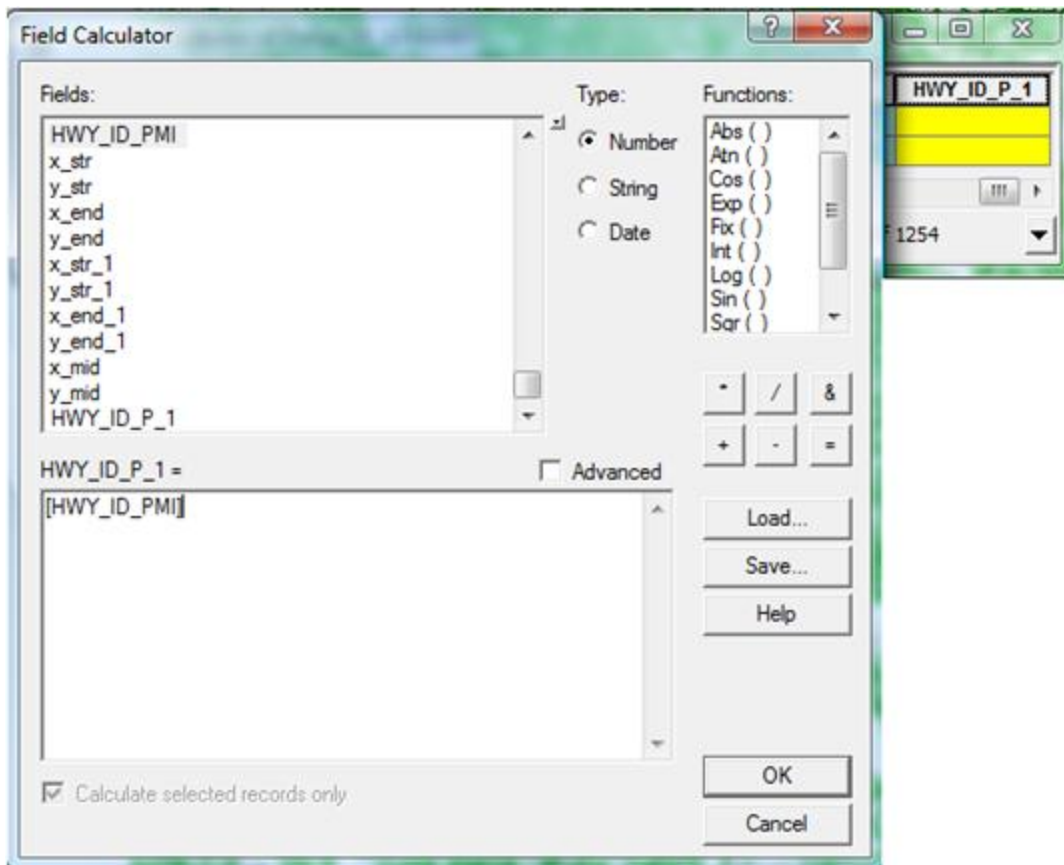 Field Calculator
?
Fields:
HWY_ID_PMI
x_str
y_str
x_end
y_end
x_str_1
y_str_1
x_end_1
y_end_1
x_mid
y_mid
HWY_ID_P_1
Type:
Number
String
Date
Functions:
Abs ( )
Atn ( )
Cos ( )
Exp ( )
Fix ( )
Int ( )
Log ( )
Sin ( )
Sqr ( )
* / &
+ - =
HWY_ID_P_1 =
Advanced
[HWY_ID_PMI]
Load...
Save...
Help
Calculate selected records only
OK
Cancel
HWY_ID_P_1
1254